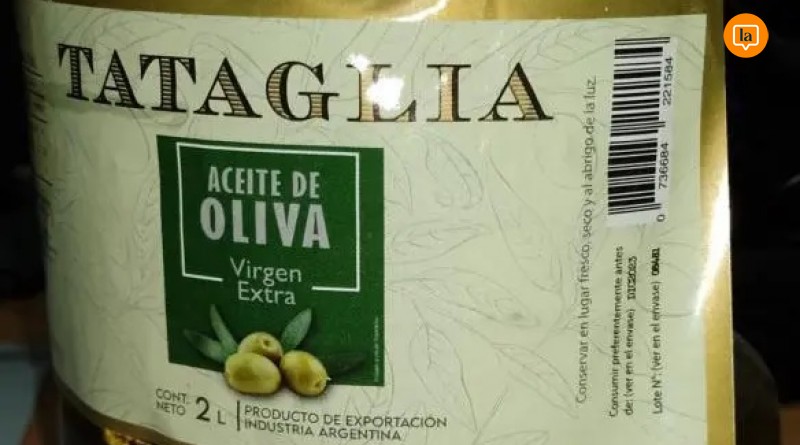 la
TATAGLIA
ACEITE DE
OLIVA
Virgen
Extra
CONT.
NETO 2 L
PRODUCTO DE EXPORTACIÓN
INDUSTRIA ARGENTINA
Conservar en lugar fresco, seco y al abrigo de la luz.
0 736684 221584
Consumir preferentemente antes
de: (ver en el envase) DIC2023
Lote N°: (ver en el envase)